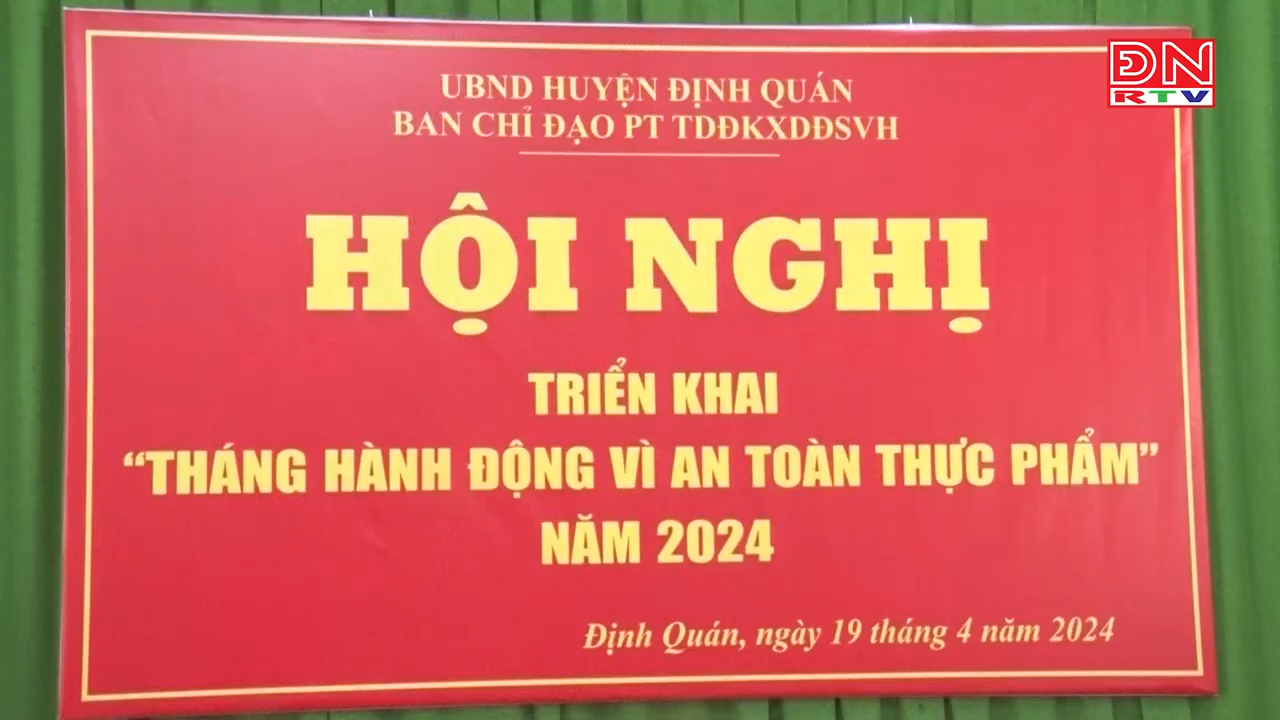 ĐN
RTV
UBND HUYỆN ĐỊNH QUÁN
BAN CHỈ ĐẠO PT TDĐKXDĐSVH
HỘI NGHỊ
TRIỂN KHAI
“THÁNG HÀNH ĐỘNG VÌ AN TOÀN THỰC PHẨM”
NĂM 2024
Định Quán, ngày 19 tháng 4 năm 2024